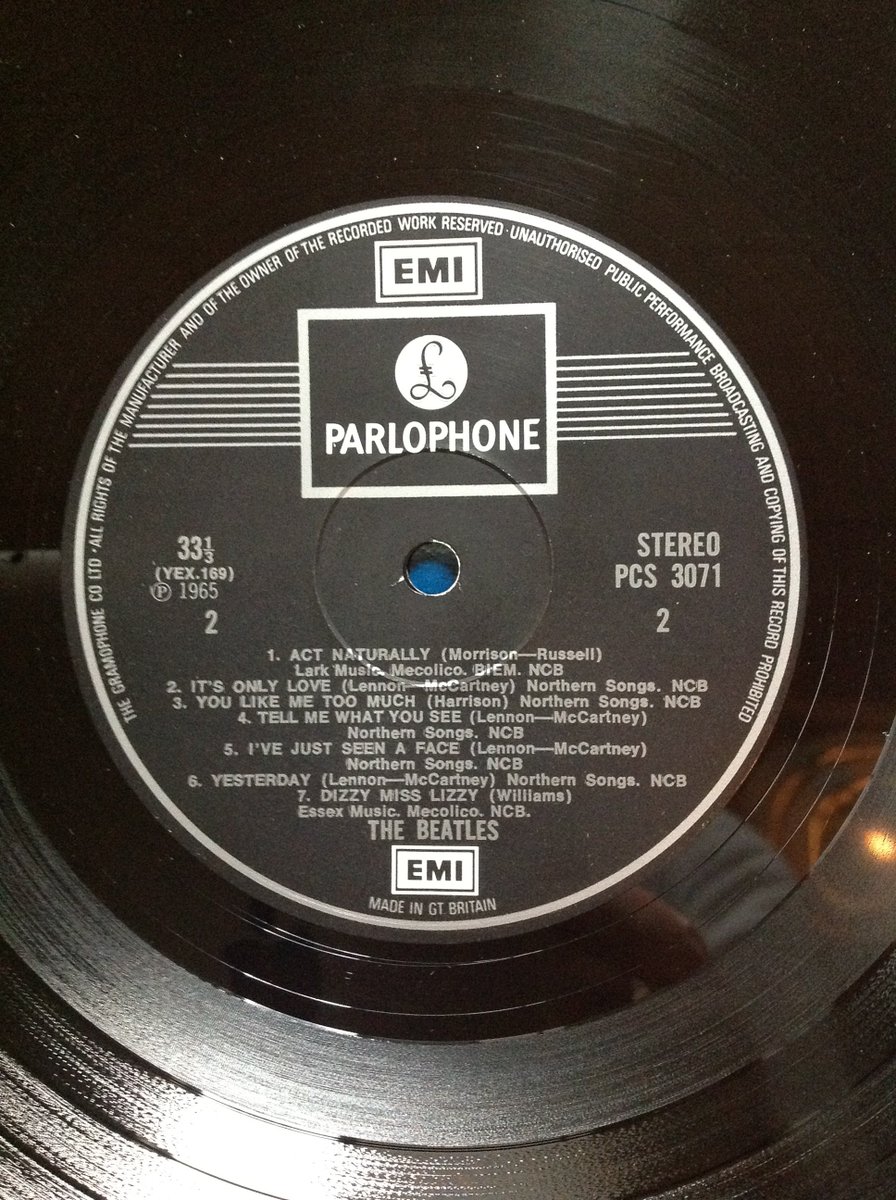 THE GRAMOPHONE CO LTD · ALL RIGHTS OF THE MANUFACTURER AND OF THE OWNER OF THE RECORDED WORK RESERVED · UNAUTHORISED PUBLIC PERFORMANCE BROADCASTING AND COPYING OF THIS RECORD PROHIBITED
EMI
£
PARLOPHONE
33⅓
(YEX.169)
Ⓟ 1965
2
STEREO
PCS 3071
2
1. ACT NATURALLY (Morrison—Russell)
Lark Music. Mecolico. BIEM. NCB
2. IT'S ONLY LOVE (Lennon—McCartney) Northern Songs. NCB
3. YOU LIKE ME TOO MUCH (Harrison) Northern Songs. NCB
4. TELL ME WHAT YOU SEE (Lennon—McCartney)
Northern Songs. NCB
5. I'VE JUST SEEN A FACE (Lennon—McCartney)
Northern Songs. NCB
6. YESTERDAY (Lennon—McCartney) Northern Songs. NCB
7. DIZZY MISS LIZZY (Williams)
Essex Music. Mecolico. NCB.
THE BEATLES
EMI
MADE IN GT BRITAIN